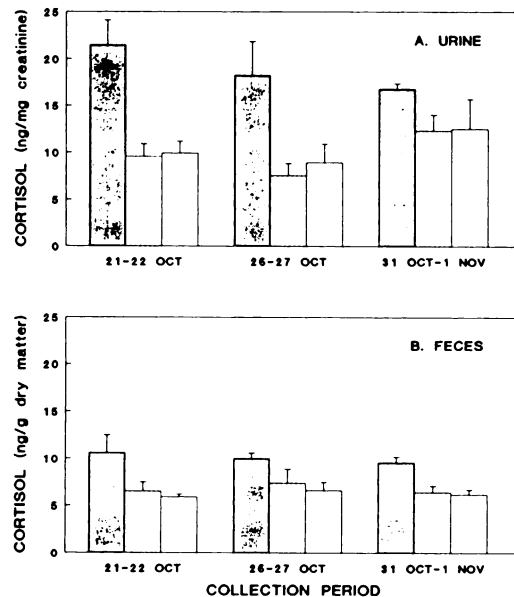 25
A. URINE
20
15
10
5
0
CORTISOL (ng/mg creatinine)
21-22 OCT
26-27 OCT
31 OCT-1 NOV
25
B. FECES
20
15
10
5
0
CORTISOL (ng/g dry matter)
21-22 OCT
26-27 OCT
31 OCT-1 NOV
COLLECTION PERIOD